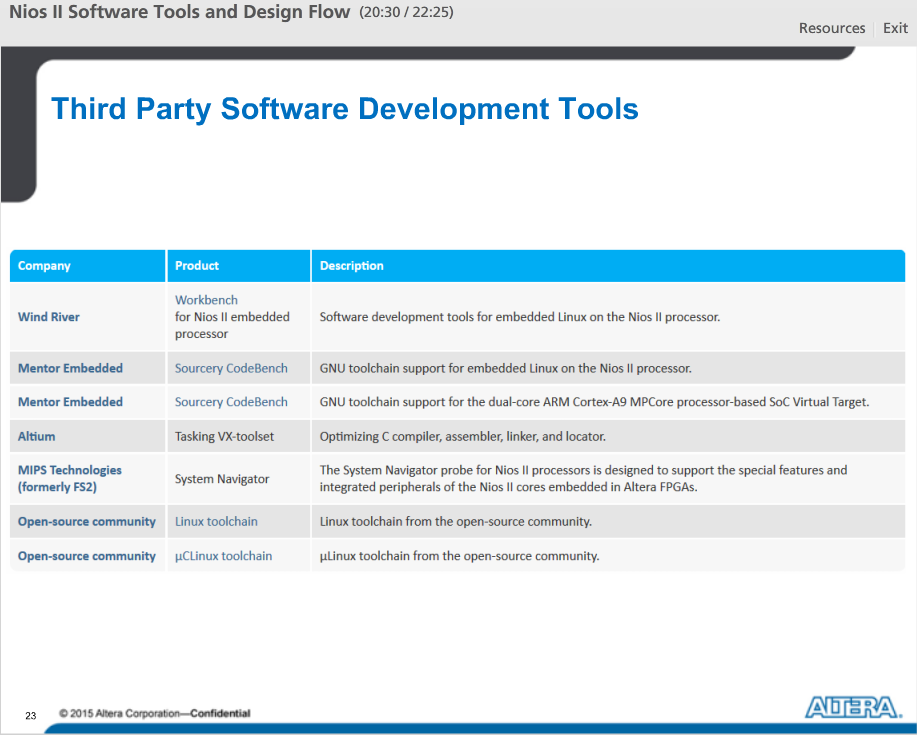 Nios II Software Tools and Design Flow (20:30 / 22:25)
Resources Exit
Third Party Software Development Tools
Company Product Description
Wind River Workbench for Nios II embedded processor Software development tools for embedded Linux on the Nios II processor.
Mentor Embedded Sourcery CodeBench GNU toolchain support for embedded Linux on the Nios II processor.
Mentor Embedded Sourcery CodeBench GNU toolchain support for the dual-core ARM Cortex-A9 MPCore processor-based SoC Virtual Target.
Altium Tasking VX-toolset Optimizing C compiler, assembler, linker, and locator.
MIPS Technologies (formerly FS2) System Navigator The System Navigator probe for Nios II processors is designed to support the special features and
integrated peripherals of the Nios II cores embedded in Altera FPGAs.
Open-source community Linux toolchain Linux toolchain from the open-source community.
Open-source community µCLinux toolchain µLinux toolchain from the open-source community.
23 © 2015 Altera Corporation—Confidential
ALTERA.